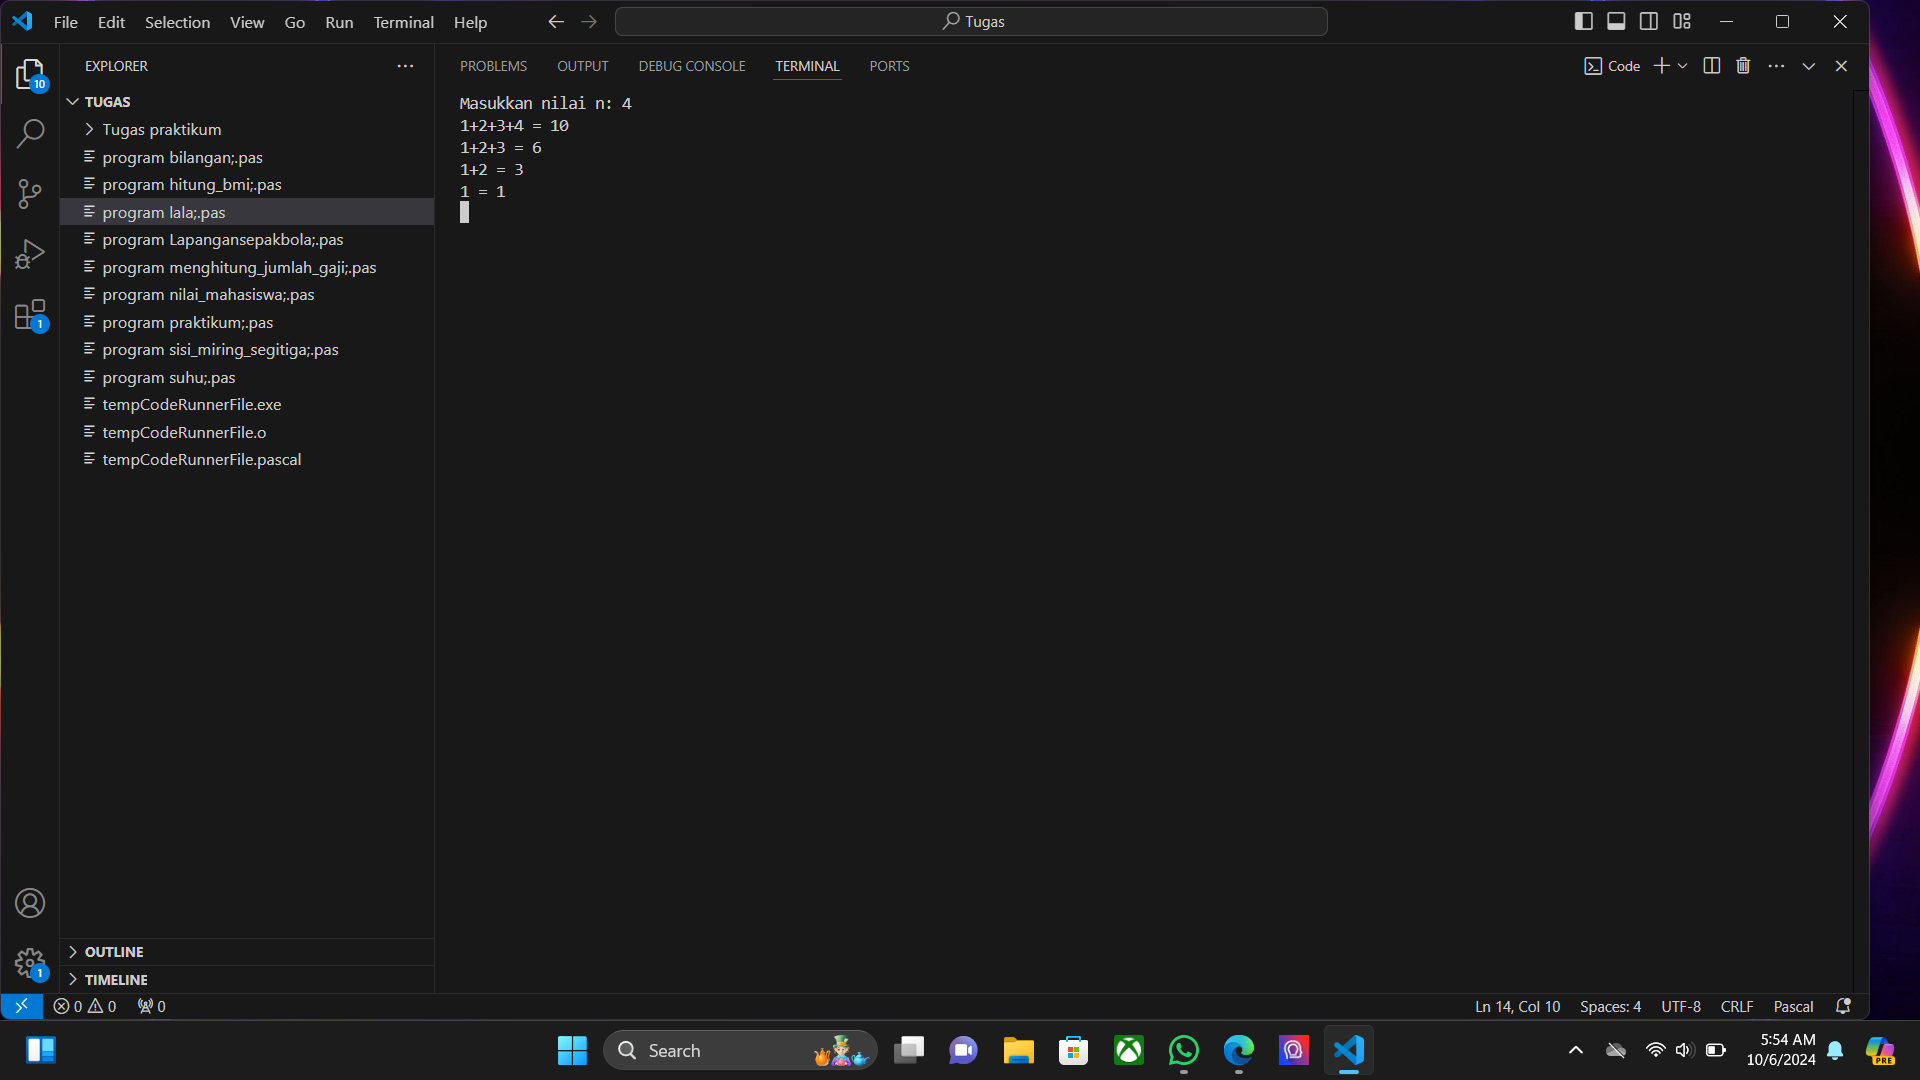 File Edit Selection View Go Run Terminal Help
Tugas
EXPLORER
10
TUGAS
Tugas praktikum
program bilangan;.pas
program hitung_bmi;.pas
program lala;.pas
program Lapangansepakbola;.pas
program menghitung_jumlah_gaji;.pas
program nilai_mahasiswa;.pas
program praktikum;.pas
program sisi_miring_segitiga;.pas
program suhu;.pas
tempCodeRunnerFile.exe
tempCodeRunnerFile.o
tempCodeRunnerFile.pascal
1
OUTLINE
TIMELINE
1
PROBLEMS OUTPUT DEBUG CONSOLE TERMINAL PORTS
Code
Masukkan nilai n: 4
1+2+3+4 = 10
1+2+3 = 6
1+2 = 3
1 = 1
0 0 0
Ln 14, Col 10 Spaces: 4 UTF-8 CRLF Pascal
Search
5:54 AM
10/6/2024
PRE